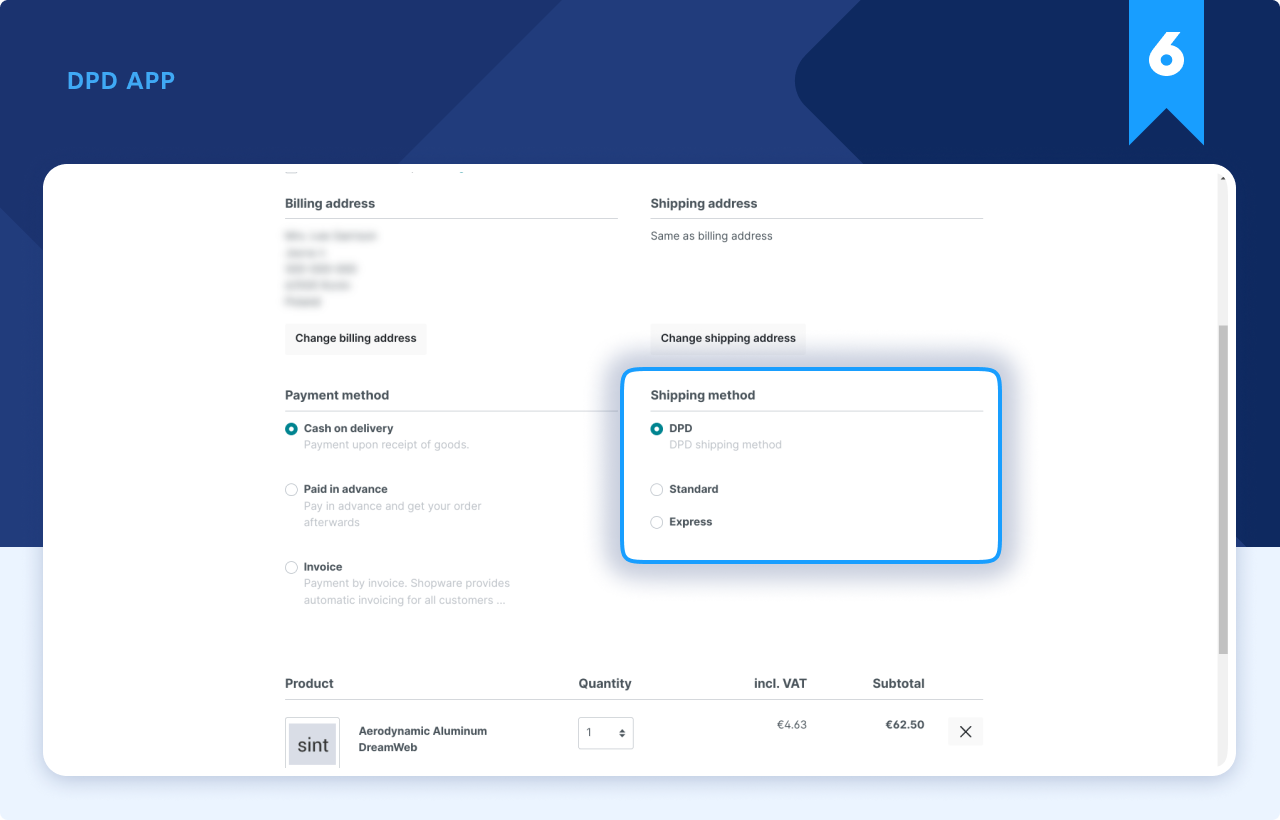 DPD APP
6
Billing address
Shipping address
Same as billing address
Change billing address
Change shipping address
Payment method
Cash on delivery
Payment upon receipt of goods.
Paid in advance
Pay in advance and get your order
afterwards
Invoice
Payment by invoice. Shopware provides
automatic invoicing for all customers ...
Shipping method
DPD
DPD shipping method
Standard
Express
Product Quantity incl. VAT Subtotal
sint
Aerodynamic Aluminum
DreamWeb
1
€4.63
€62.50